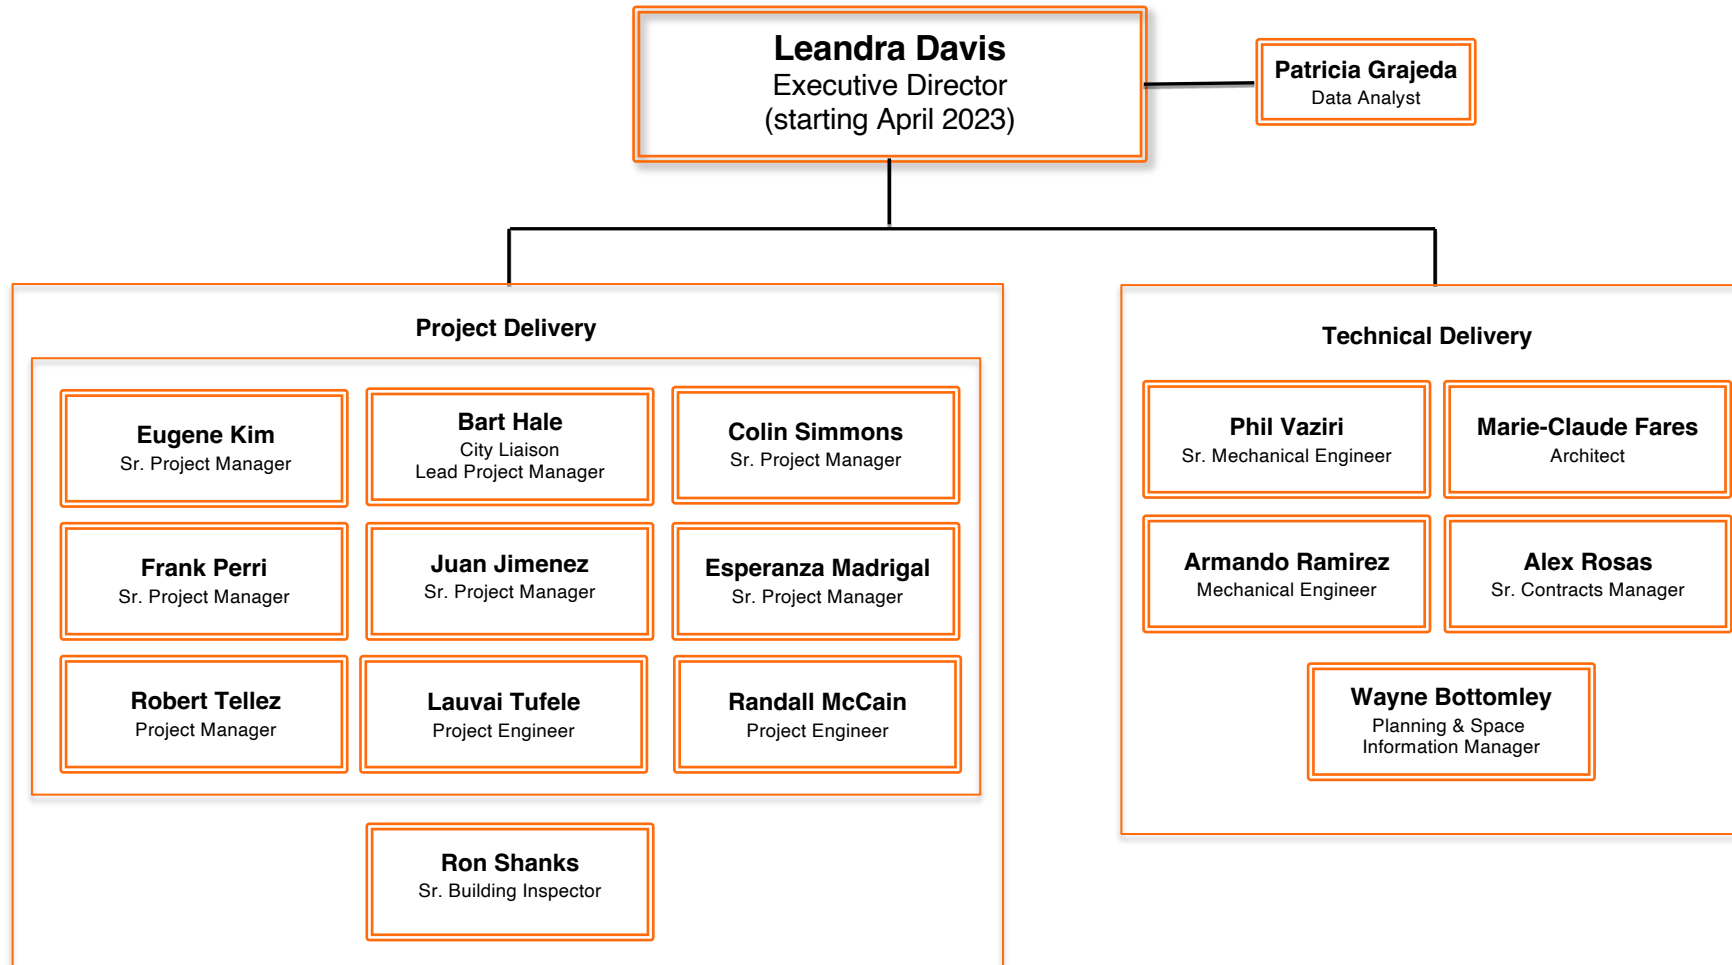 Leandra Davis
Executive Director
(starting April 2023)
Patricia Grajeda
Data Analyst
Project Delivery
Eugene Kim
Sr. Project Manager
Bart Hale
City Liaison
Lead Project Manager
Colin Simmons
Sr. Project Manager
Frank Perri
Sr. Project Manager
Juan Jimenez
Sr. Project Manager
Esperanza Madrigal
Sr. Project Manager
Robert Tellez
Project Manager
Lauvai Tufele
Project Engineer
Randall McCain
Project Engineer
Ron Shanks
Sr. Building Inspector
Technical Delivery
Phil Vaziri
Sr. Mechanical Engineer
Marie-Claude Fares
Architect
Armando Ramirez
Mechanical Engineer
Alex Rosas
Sr. Contracts Manager
Wayne Bottomley
Planning & Space
Information Manager